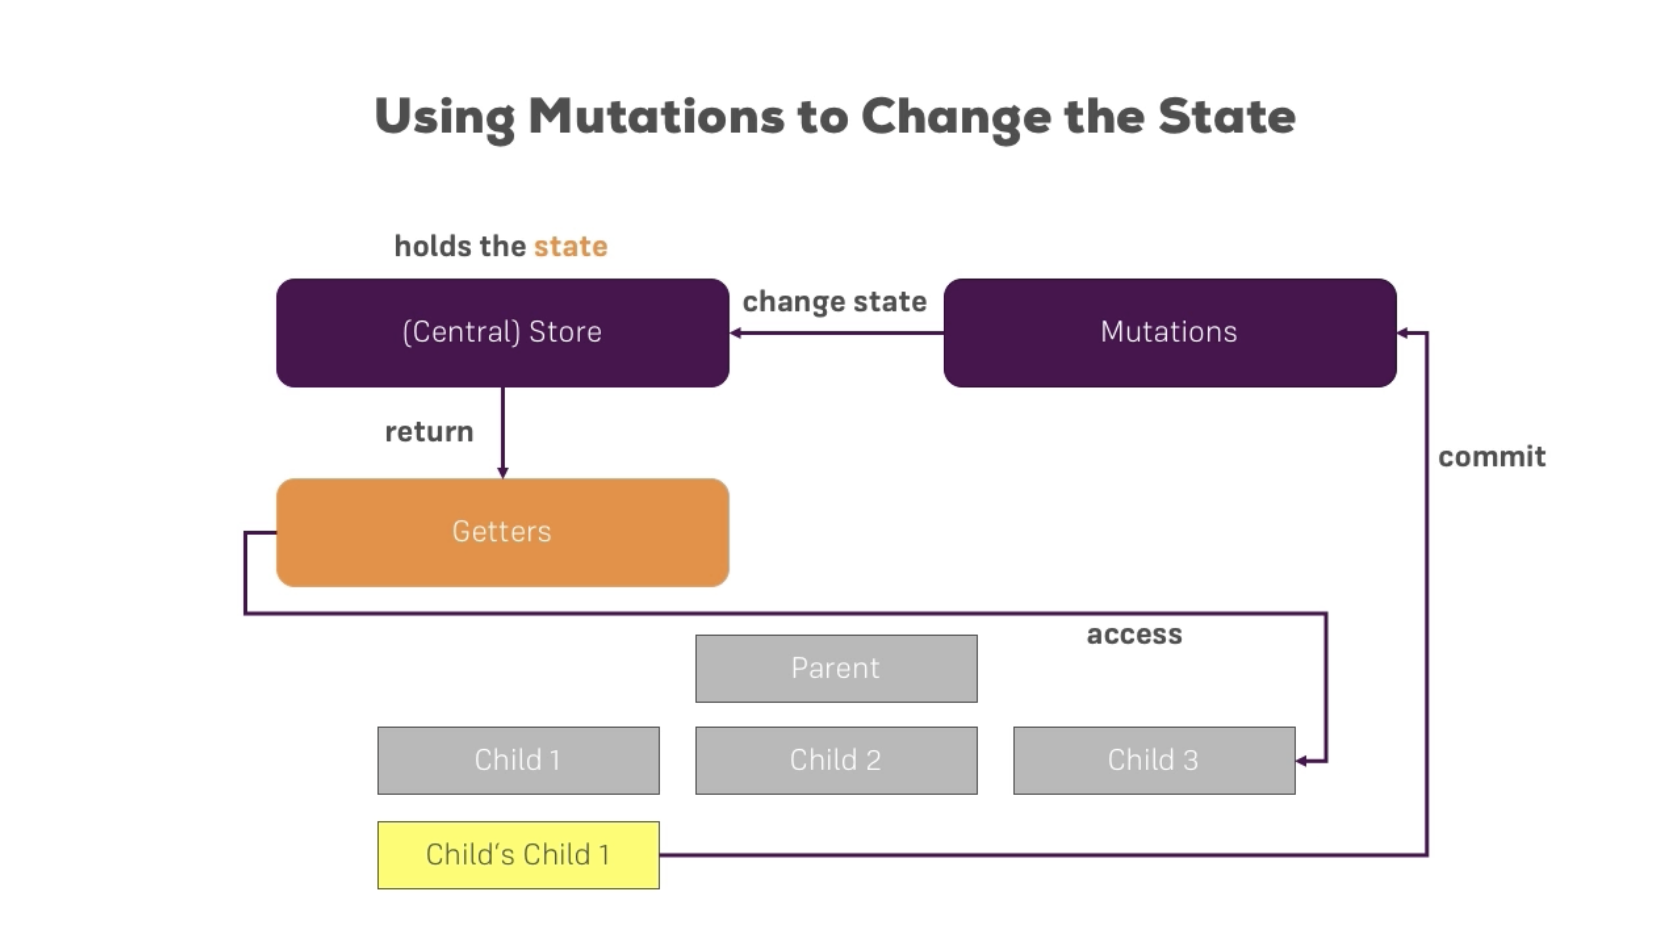 Using Mutations to Change the State
holds the state
(Central) Store
change state
Mutations
return
commit
Getters
access
Parent
Child 1
Child 2
Child 3
Child's Child 1